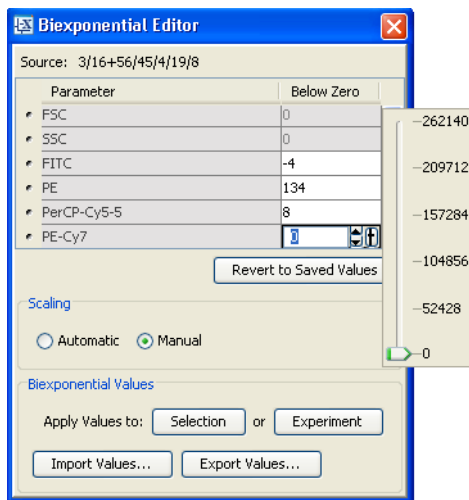 Biexponential Editor
Source: 3/16+56/45/4/19/8
Parameter Below Zero
FSC 0
SSC 0
FITC -4
PE 134
PerCP-Cy5-5 8
PE-Cy7 0
Revert to Saved Values
262140
209712
157284
104856
52428
0
Scaling
Automatic Manual
Biexponential Values
Apply Values to: Selection or Experiment
Import Values... Export Values...